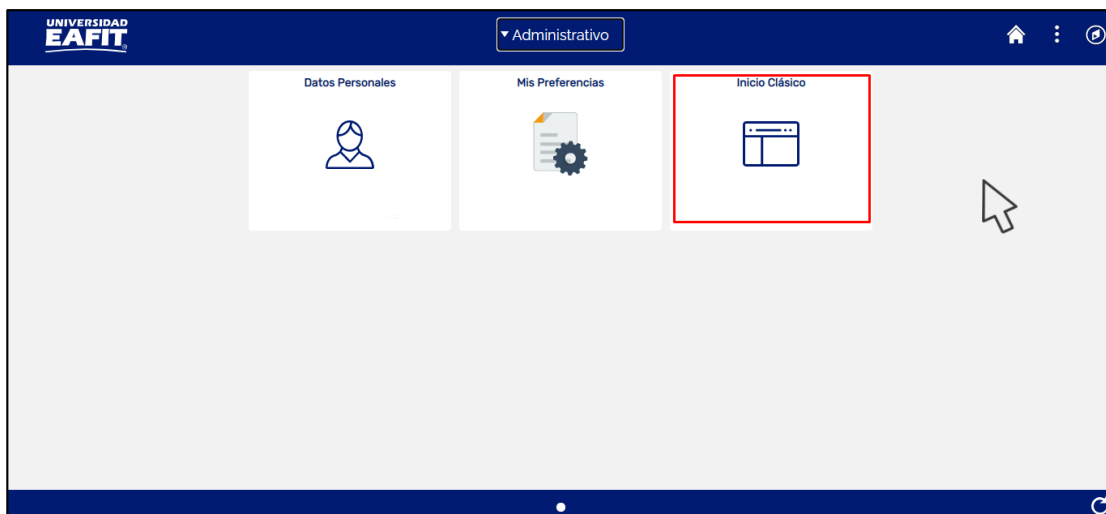 UNIVERSIDAD
EAFIT®
Administrativo
Datos Personales
Mis Preferencias
Inicio Clásico